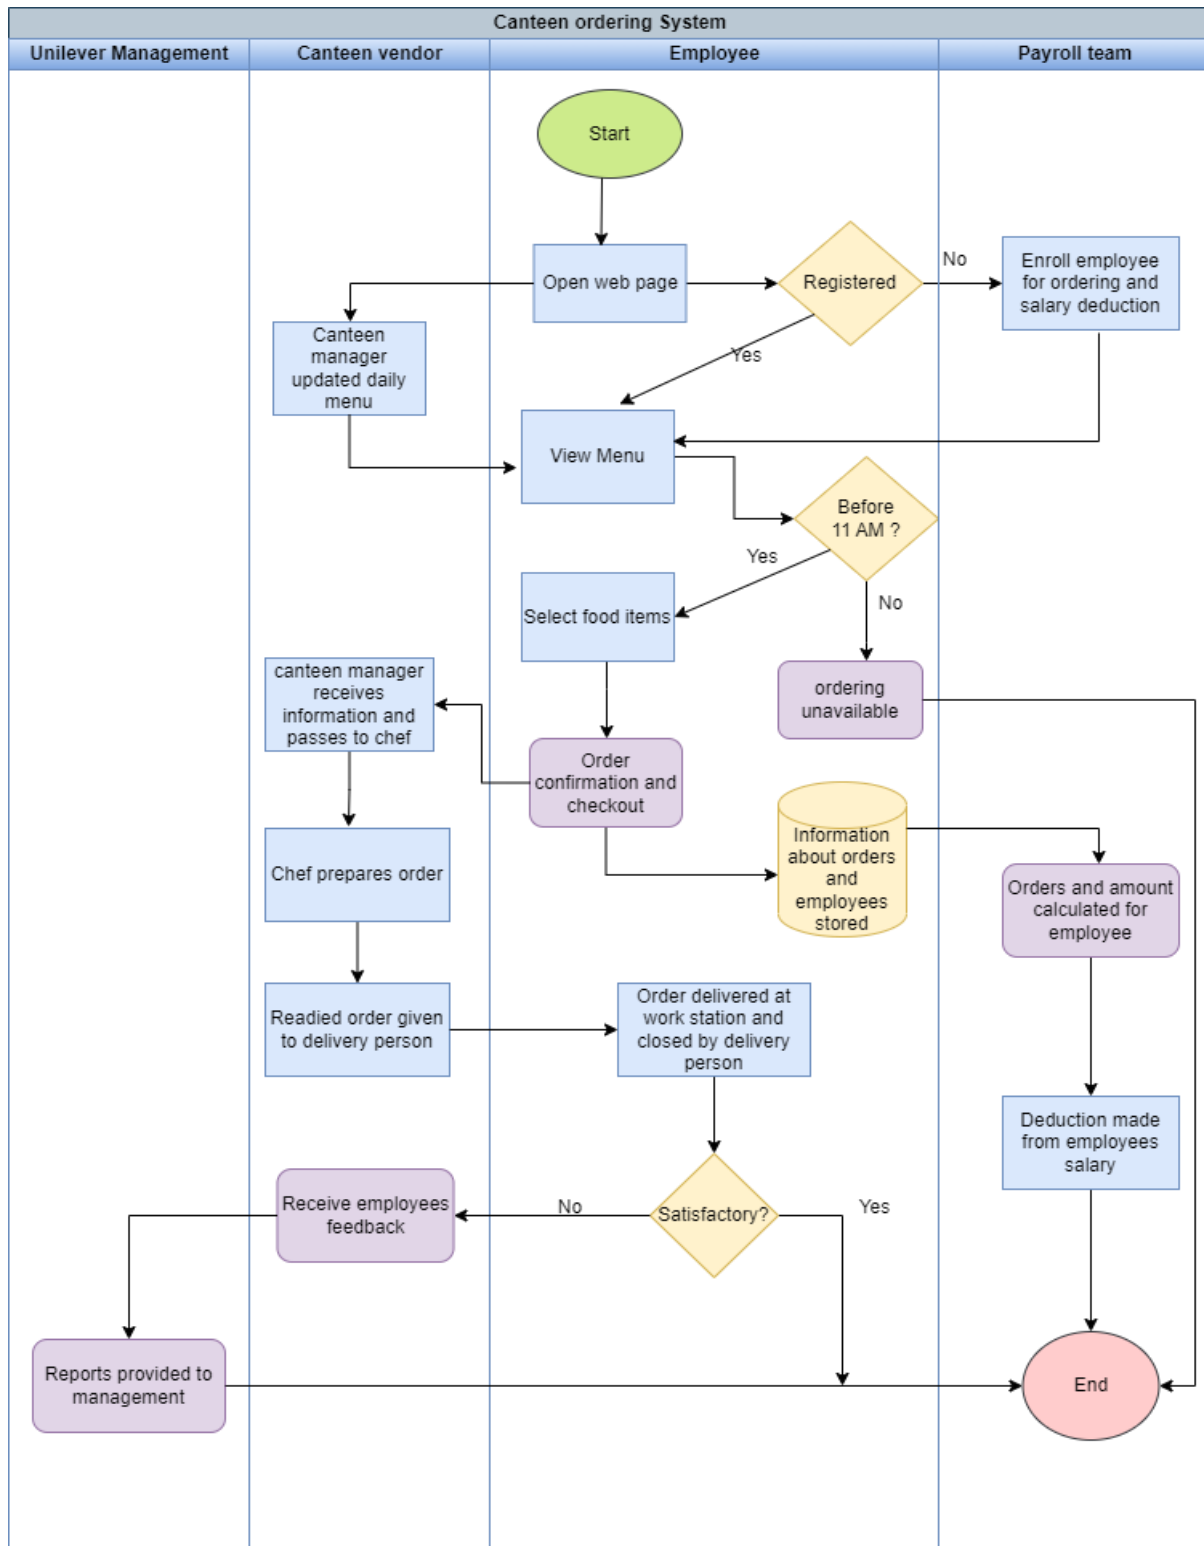 Canteen ordering System
Unilever Management
Canteen vendor
Employee
Payroll team
Start
Open web page
Registered
No
Enroll employee
for ordering and
salary deduction
Canteen
manager
updated daily
menu
Yes
View Menu
Before
11 AM ?
Yes
No
Select food items
ordering
unavailable
canteen manager
receives
information and
passes to chef
Order
confirmation and
checkout
Information
about orders
and
employees
stored
Orders and amount
calculated for
employee
Chef prepares order
Readied order given
to delivery person
Order delivered at
work station and
closed by delivery
person
Deduction made
from employees
salary
Satisfactory?
No
Yes
Receive employees
feedback
Reports provided to
management
End